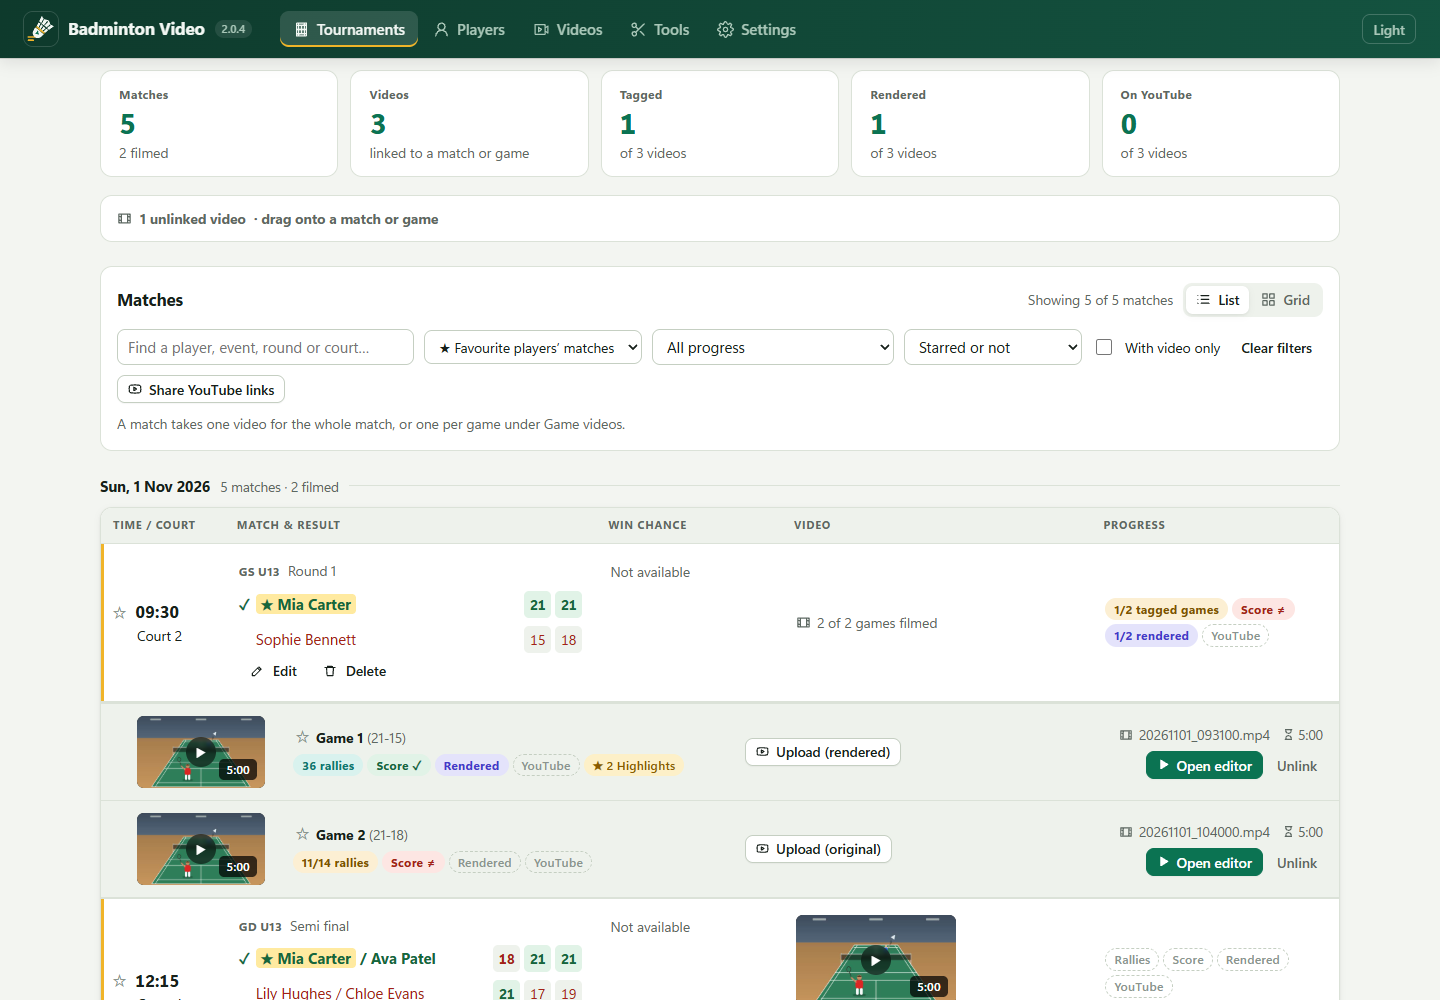 Badminton Video 2.0.4 Tournaments Players Videos Tools Settings Light
Matches
5
2 filmed
Videos
3
linked to a match or game
Tagged
1
of 3 videos
Rendered
1
of 3 videos
On YouTube
0
of 3 videos
1 unlinked video · drag onto a match or game
Matches
Showing 5 of 5 matches List Grid
Find a player, event, round or court... ★ Favourite players’ matches All progress Starred or not With video only Clear filters
Share YouTube links
A match takes one video for the whole match, or one per game under Game videos.
Sun, 1 Nov 2026 5 matches · 2 filmed
TIME / COURT MATCH & RESULT WIN CHANCE VIDEO PROGRESS
☆ 09:30
Court 2
GS U13 Round 1
✓ ★ Mia Carter 21 21
Sophie Bennett 15 18
Edit Delete
Not available
2 of 2 games filmed
1/2 tagged games Score ≠
1/2 rendered YouTube
5:00
☆ Game 1 (21-15)
36 rallies Score ✓ Rendered YouTube ★ 2 Highlights
Upload (rendered)
20261101_093100.mp4 5:00
Open editor Unlink
5:00
☆ Game 2 (21-18)
11/14 rallies Score ≠ Rendered YouTube
Upload (original)
20261101_104000.mp4 5:00
Open editor Unlink
☆ 12:15
GD U13 Semi final
✓ ★ Mia Carter / Ava Patel 18 21 21
Lily Hughes / Chloe Evans 21 17 19
Not available
5:00
Rallies Score Rendered
YouTube